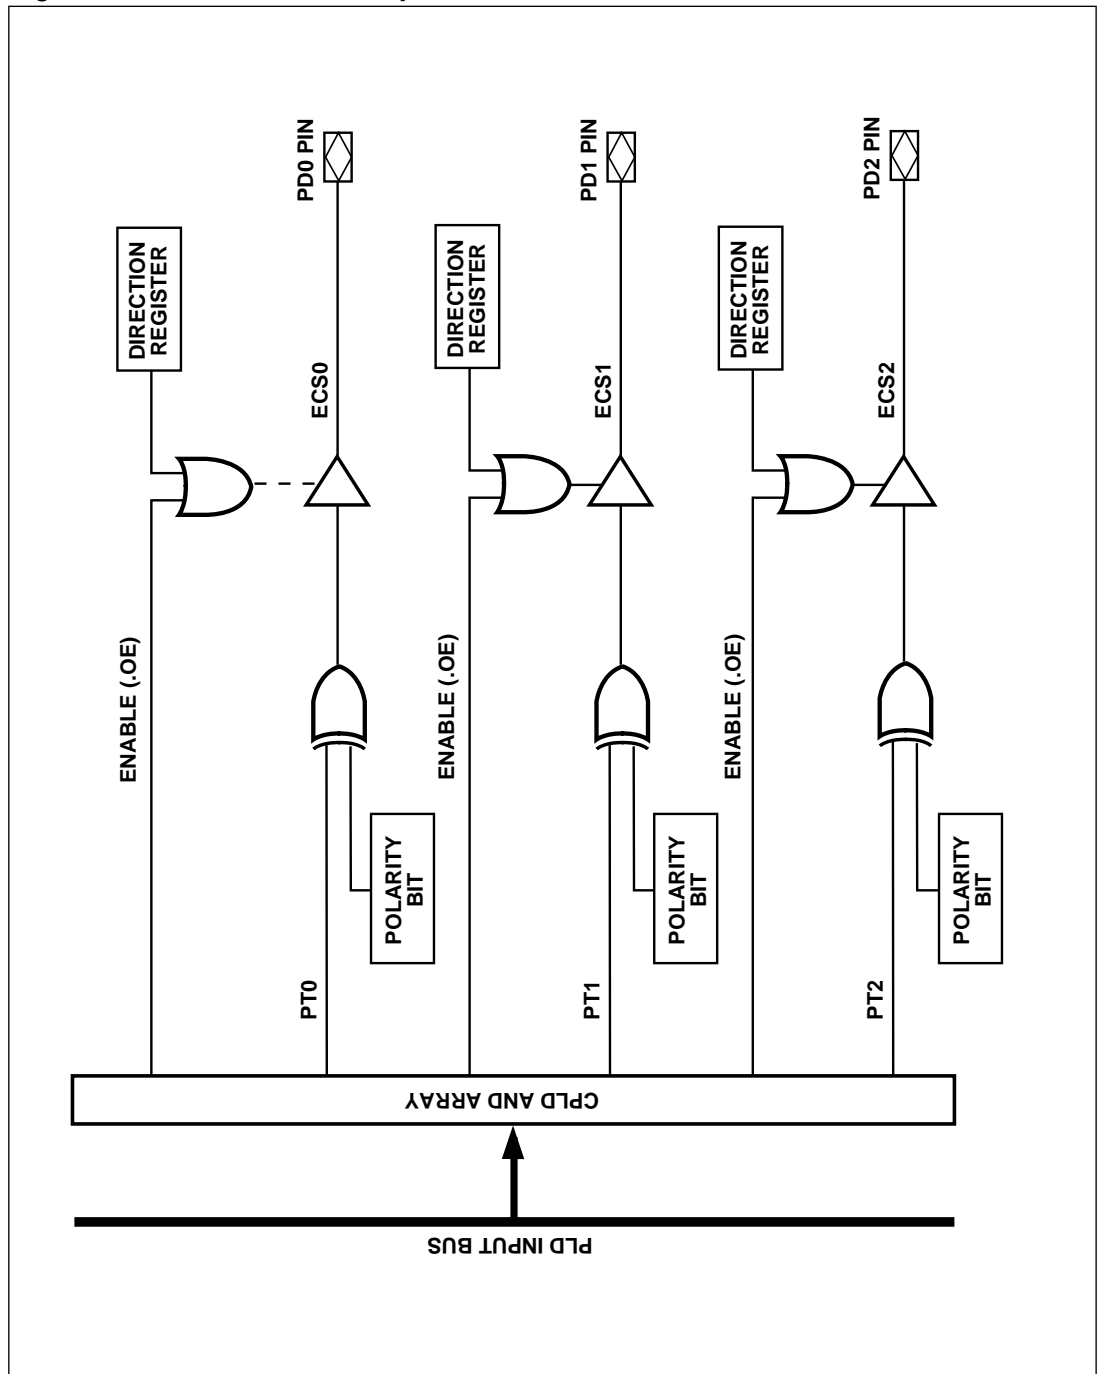 PLD INPUT BUS
CPLD AND ARRAY
ENABLE (.OE)
DIRECTION
REGISTER
PT0
ECS0
PD0 PIN
POLARITY
BIT
ENABLE (.OE)
DIRECTION
REGISTER
PT1
ECS1
PD1 PIN
POLARITY
BIT
ENABLE (.OE)
DIRECTION
REGISTER
PT2
ECS2
PD2 PIN
POLARITY
BIT